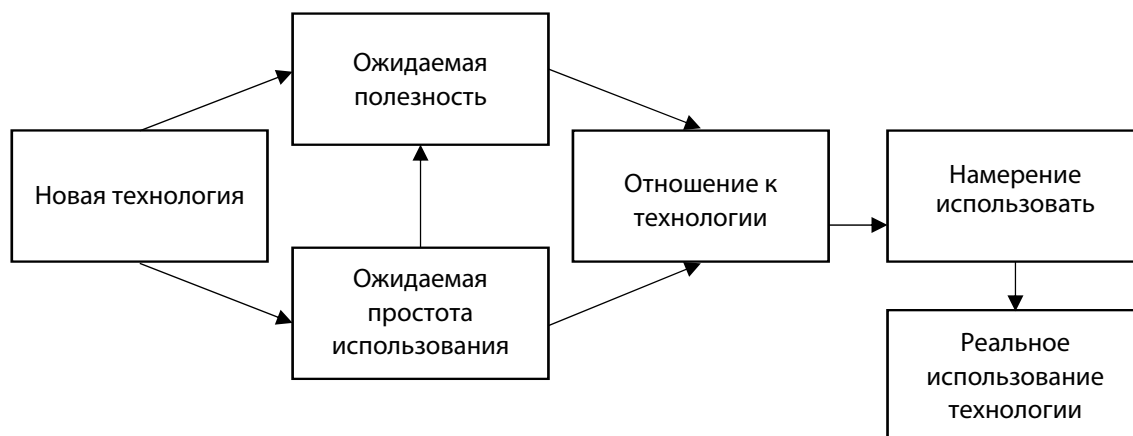 Ожидаемая
полезность
Новая технология
Ожидаемая
простота
использования
Отношение к
технологии
Намерение
использовать
Реальное
использование
технологии